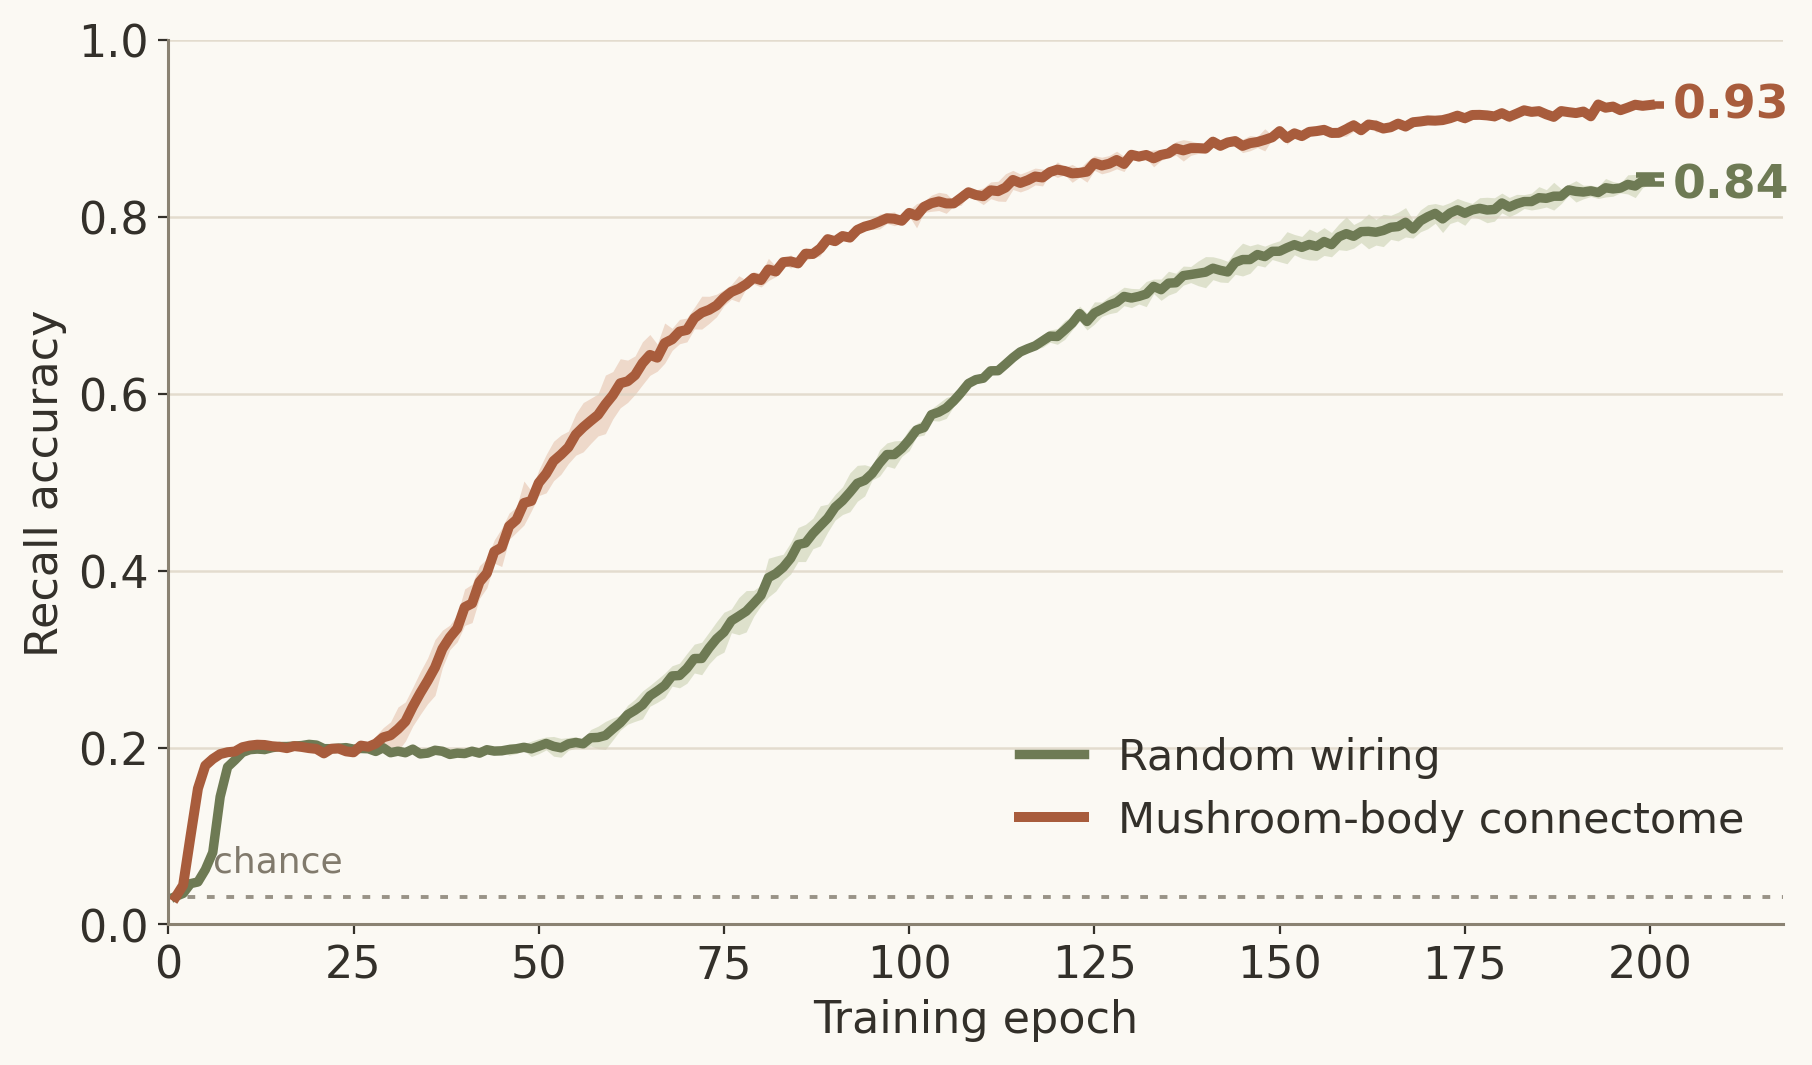 1.0
0.8
0.6
0.4
0.2
0.0
Recall accuracy
0.93
0.84
Random wiring
Mushroom-body connectome
chance
0 25 50 75 100 125 150 175 200
Training epoch